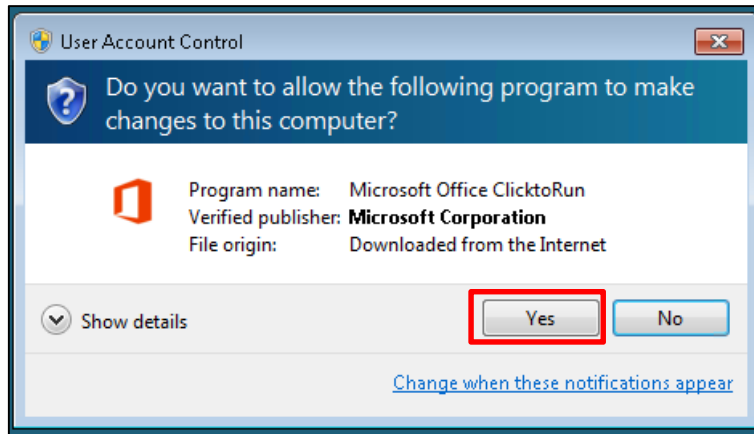 User Account Control
Do you want to allow the following program to make
changes to this computer?
Program name: Microsoft Office ClicktoRun
Verified publisher: Microsoft Corporation
File origin: Downloaded from the Internet
Show details
Yes
No
Change when these notifications appear